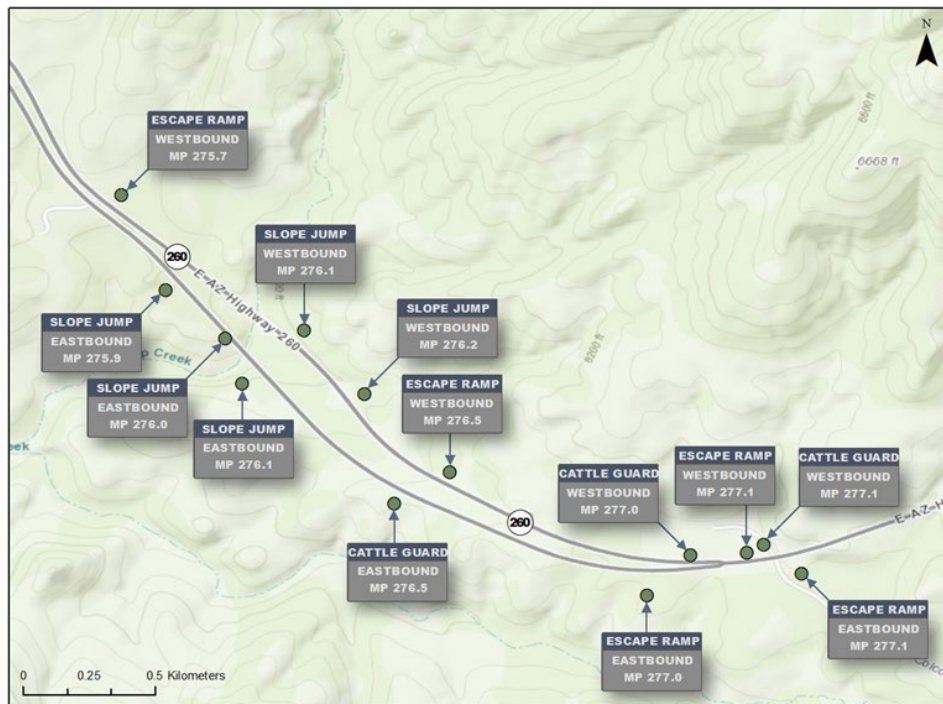 N
6600 ft
6668 ft
ESCAPE RAMP
WESTBOUND
MP 275.7
260
E-AZ-Highway-260
SLOPE JUMP
WESTBOUND
MP 276.1
SLOPE JUMP
EASTBOUND
MP 275.9
Creek
SLOPE JUMP
WESTBOUND
MP 276.2
6200 ft
SLOPE JUMP
EASTBOUND
MP 276.0
ESCAPE RAMP
WESTBOUND
MP 276.5
SLOPE JUMP
EASTBOUND
MP 276.1
CATTLE GUARD
WESTBOUND
MP 277.0
ESCAPE RAMP
WESTBOUND
MP 277.1
CATTLE GUARD
WESTBOUND
MP 277.1
260
E-AZ-H
CATTLE GUARD
EASTBOUND
MP 276.5
ESCAPE RAMP
EASTBOUND
MP 277.0
ESCAPE RAMP
EASTBOUND
MP 277.1
0 0.25 0.5 Kilometers